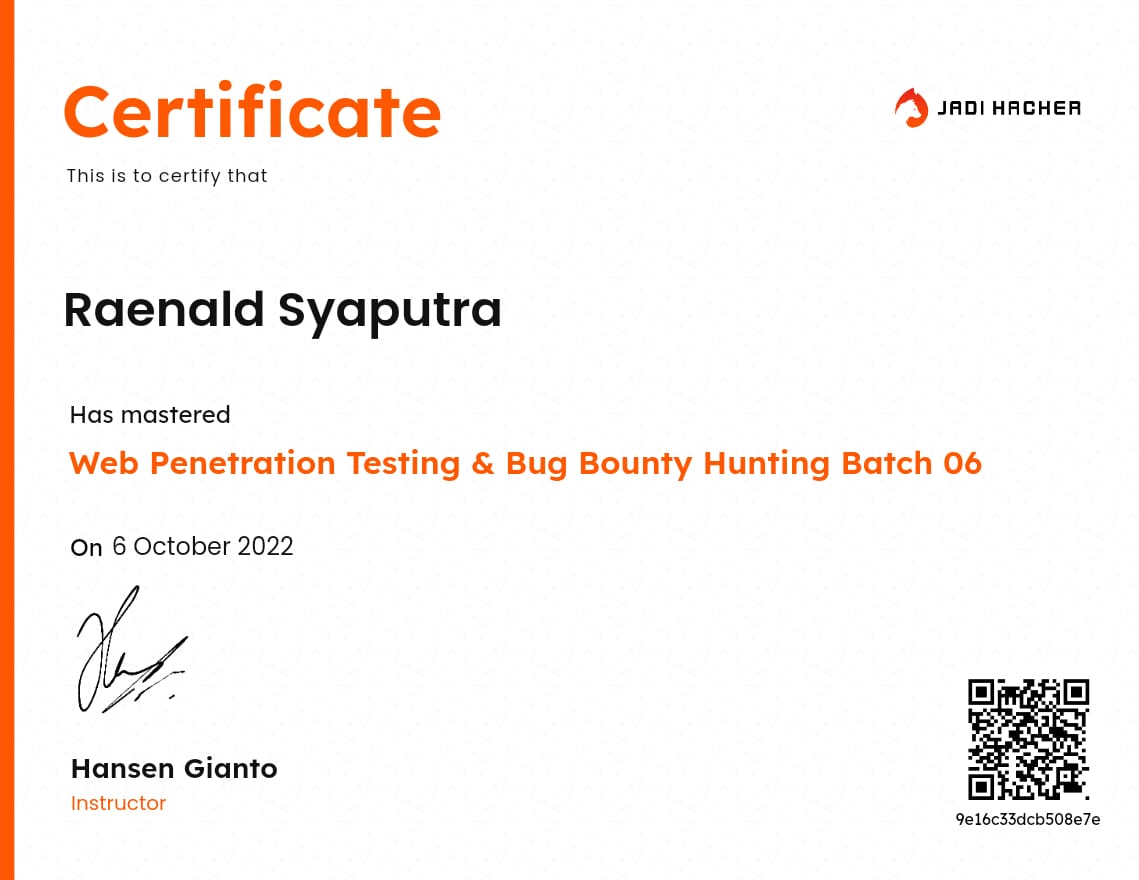 Certificate
JADI HACKER
This is to certify that
Raenald Syaputra
Has mastered
Web Penetration Testing & Bug Bounty Hunting Batch 06
On 6 October 2022
Hansen Gianto
Instructor
9e16c33dcb508e7e